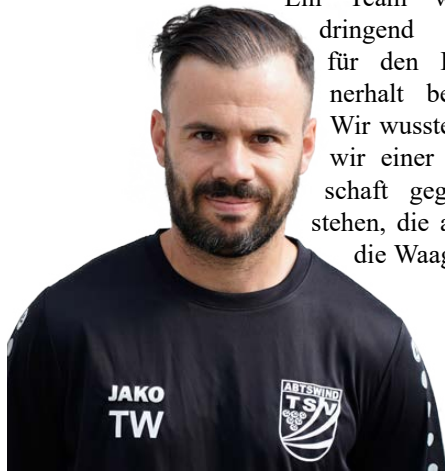 Ein Team
dringend
für den
nerhalt
Wir wusste
wir einer
schaft geg
stehen, die a
die Waag
JAKO
TW
ABTSWIND
TSV